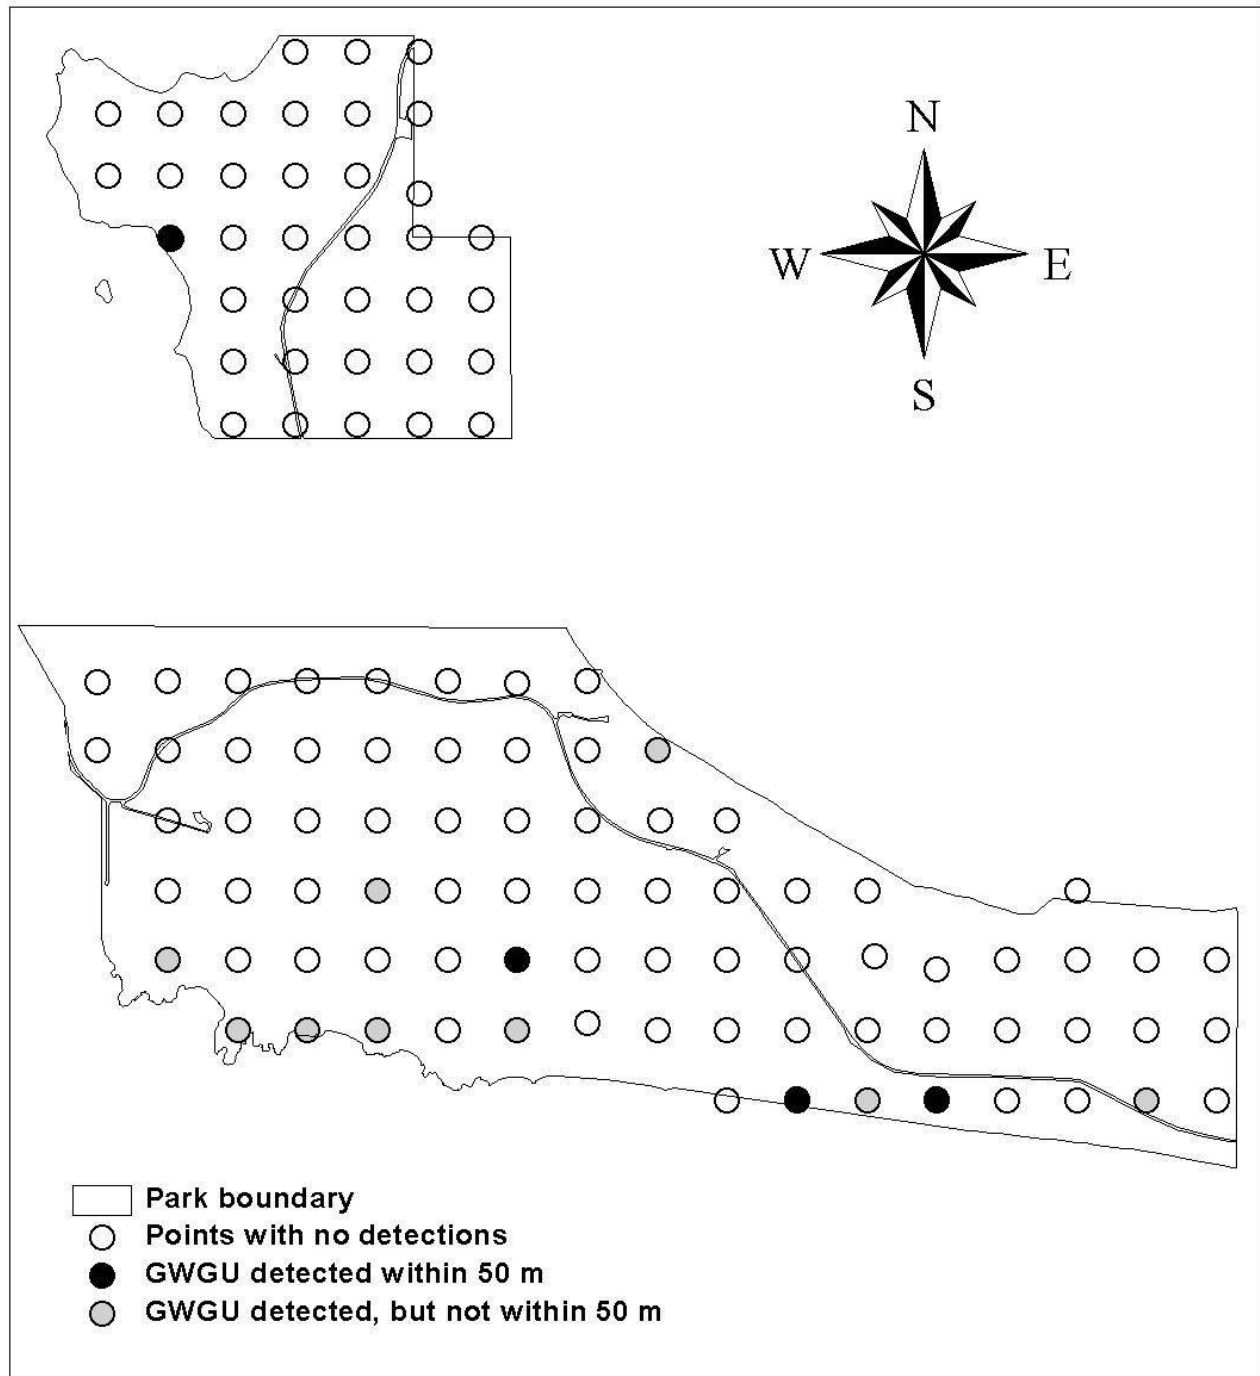 N
W
E
S
Park boundary
Points with no detections
GWGU detected within 50 m
GWGU detected, but not within 50 m